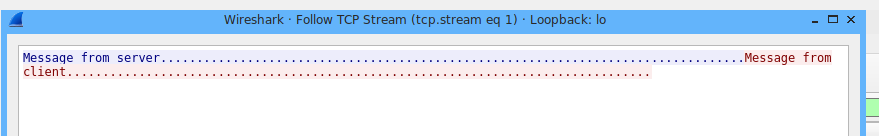 Wireshark · Follow TCP Stream (tcp.stream eq 1) · Loopback: lo
Message from server.................................................................................Message from
client.................................................................................